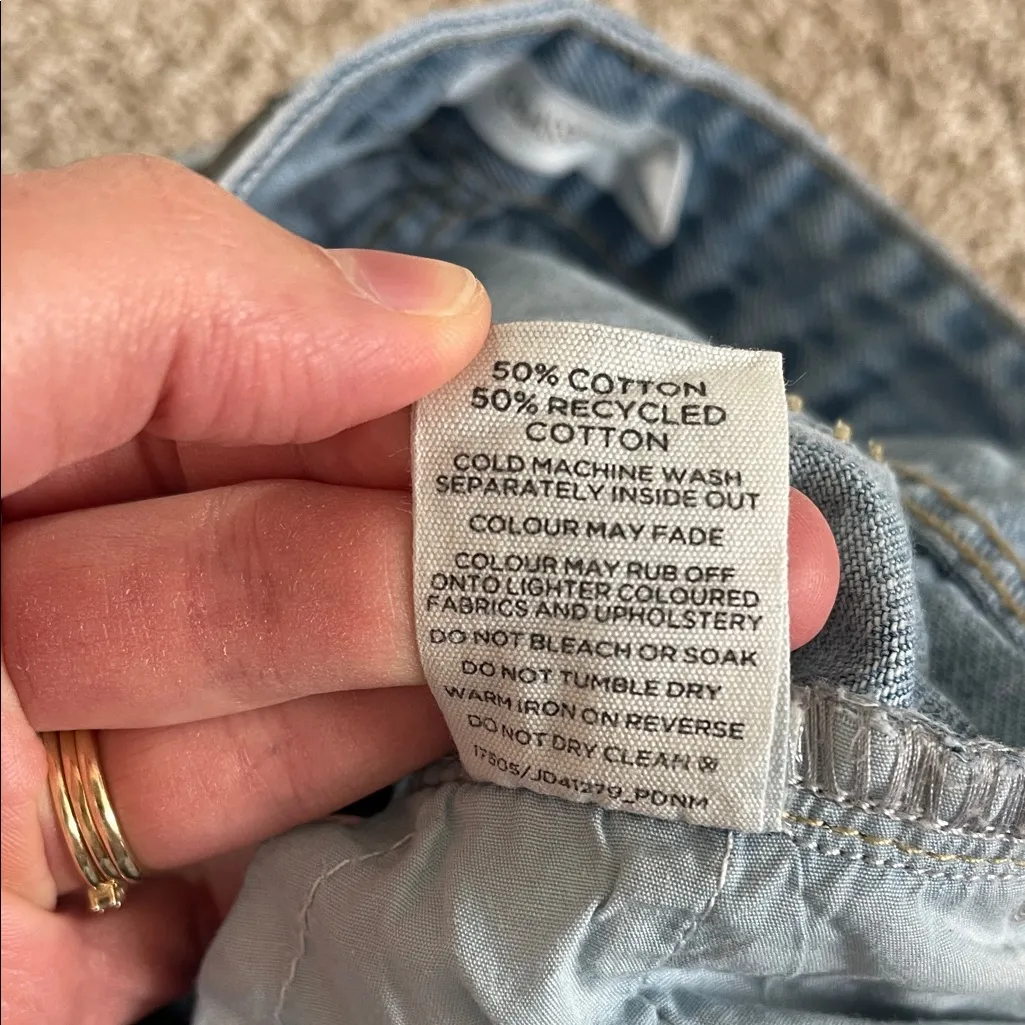 50% COTTON
50% RECYCLED
COTTON
COLD MACHINE WASH
SEPARATELY INSIDE OUT
COLOUR MAY FADE
COLOUR MAY RUB OFF
ONTO LIGHTER COLOURED
FABRICS AND UPHOLSTERY
DO NOT BLEACH OR SOAK
DO NOT TUMBLE DRY
WARM IRON ON REVERSE
DO NOT DRY CLEAN
17505/JD41279_PDNM